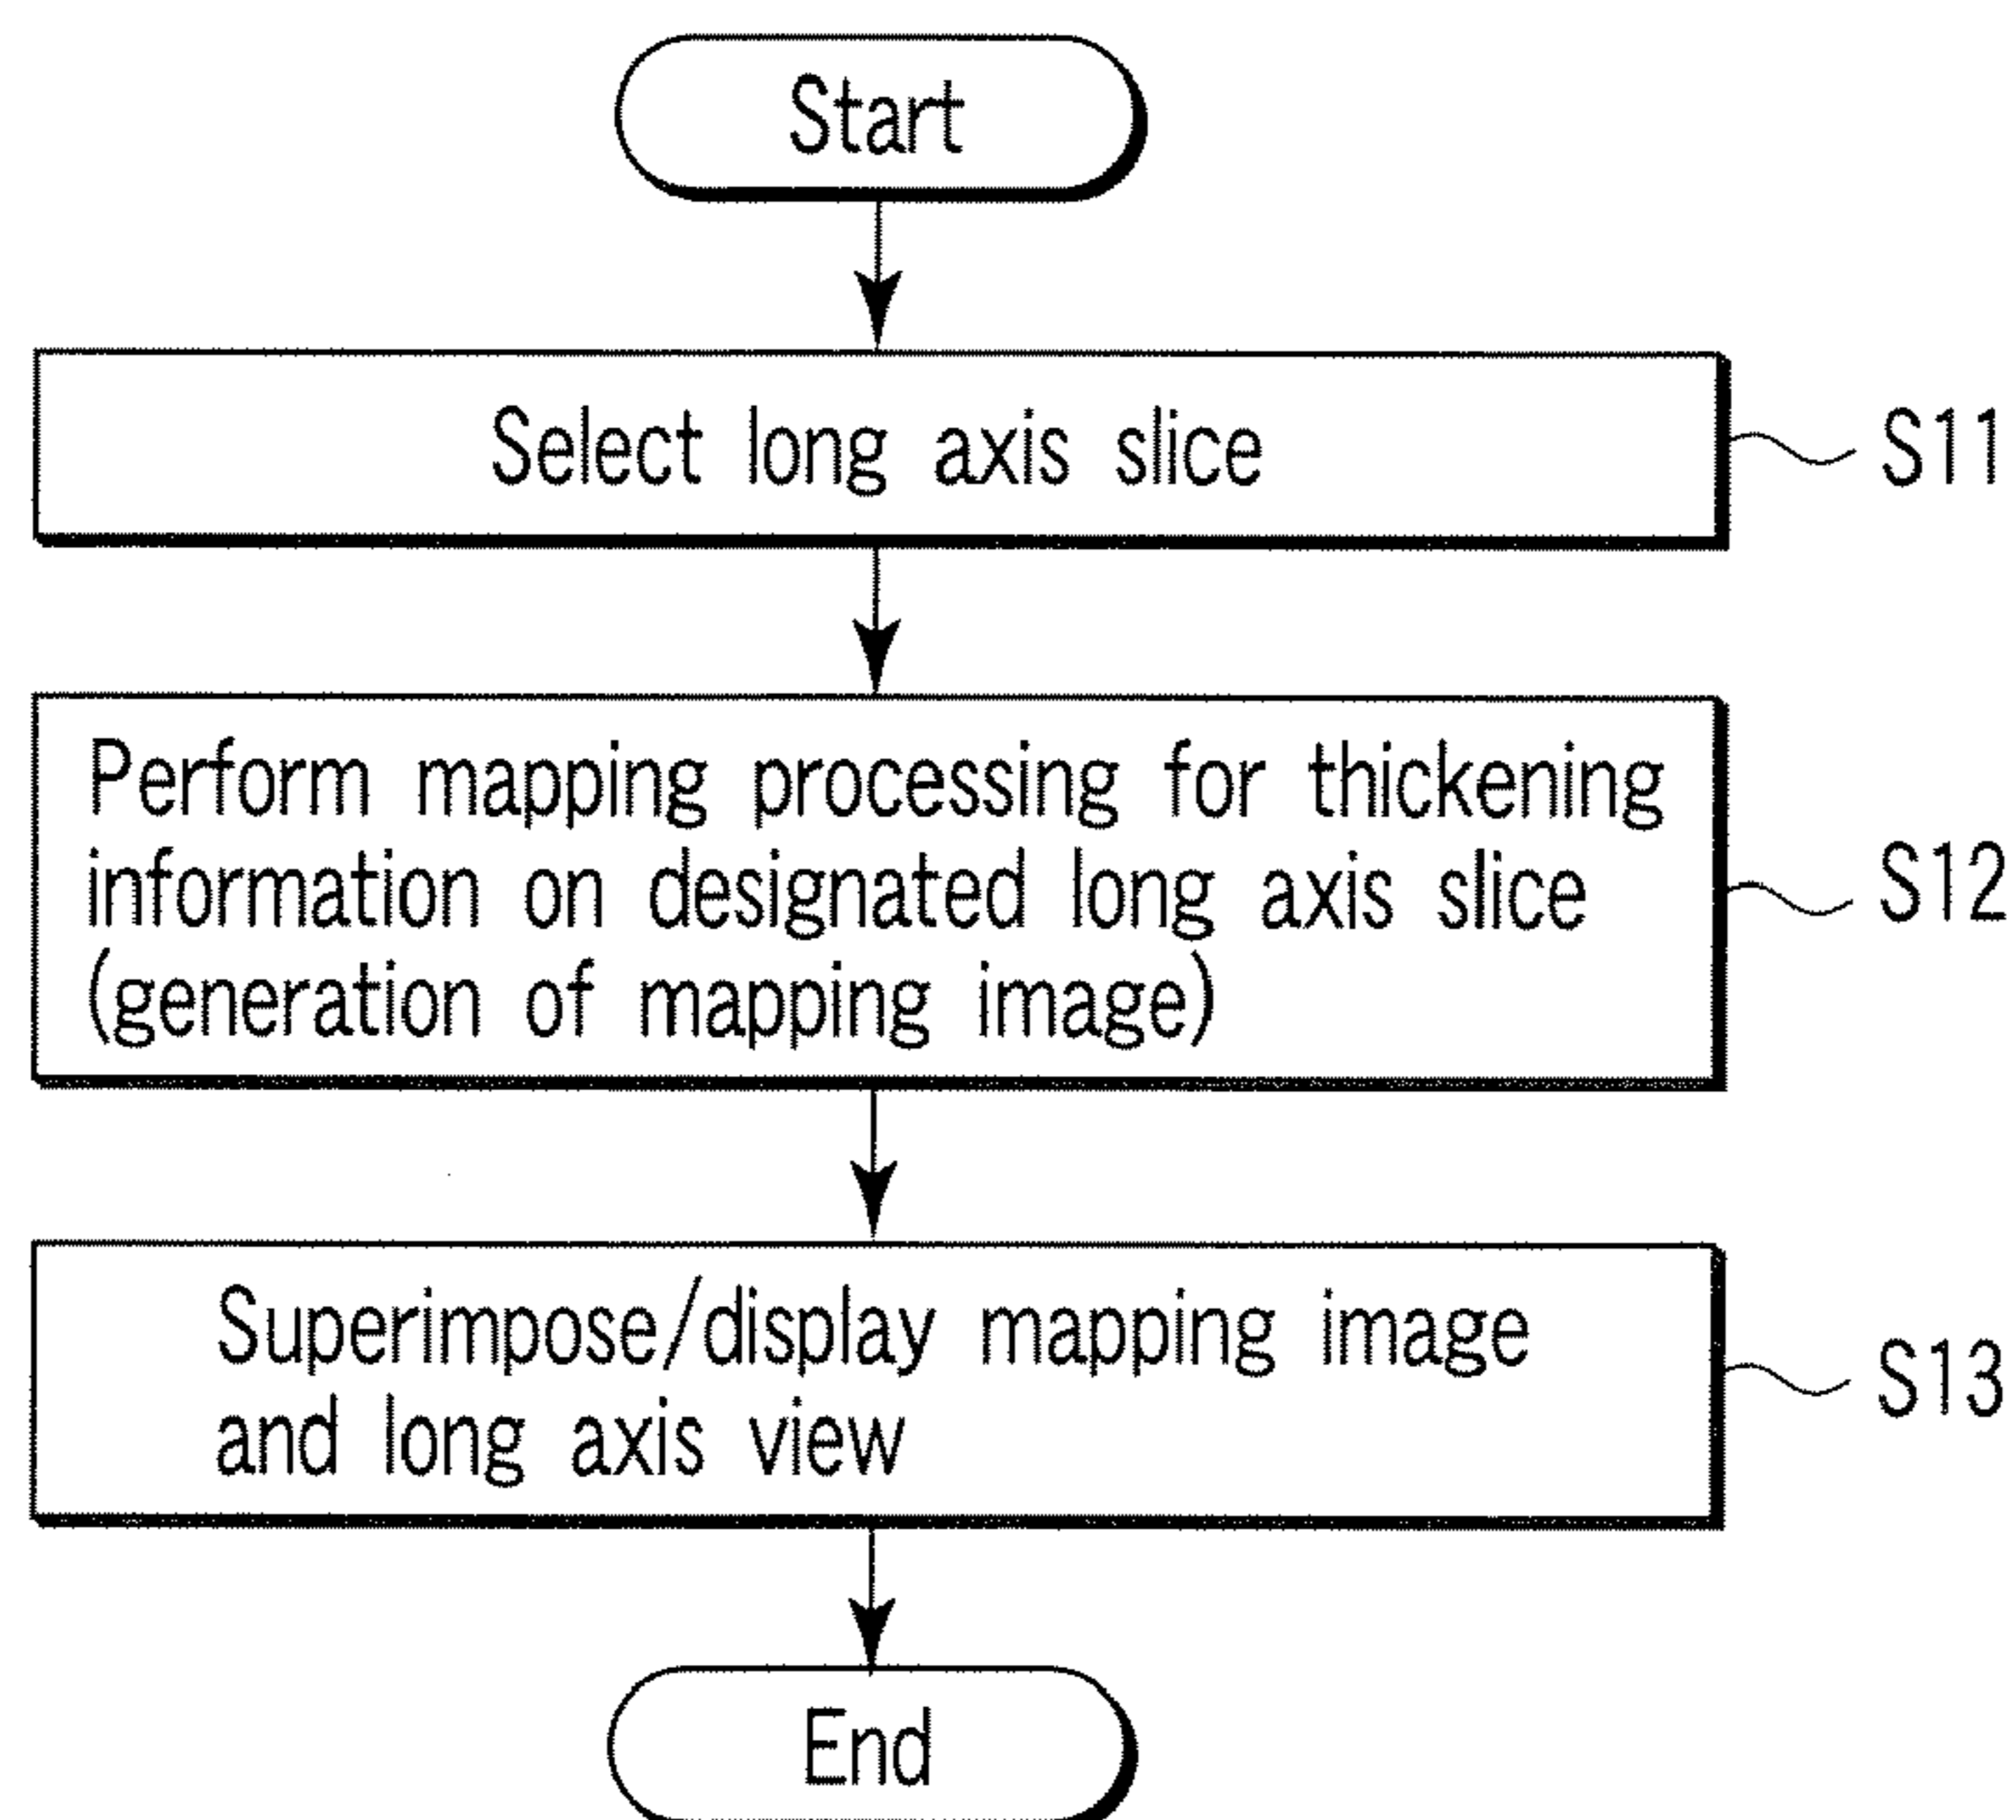 Start
Select long axis slice
S11
Perform mapping processing for thickening
information on designated long axis slice
(generation of mapping image)
S12
Superimpose/display mapping image
and long axis view
S13
End